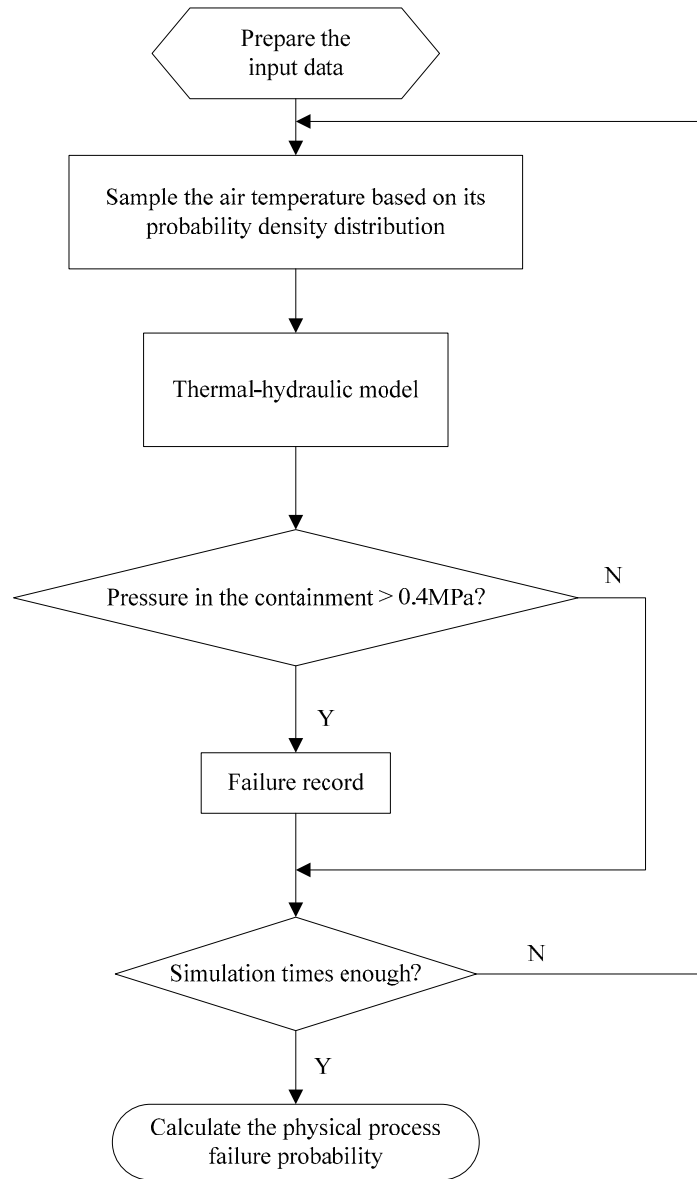 Prepare the
input data
Sample the air temperature based on its
probability density distribution
Thermal-hydraulic model
Pressure in the containment > 0.4MPa?
N
Y
Failure record
Simulation times enough?
N
Y
Calculate the physical process
failure probability